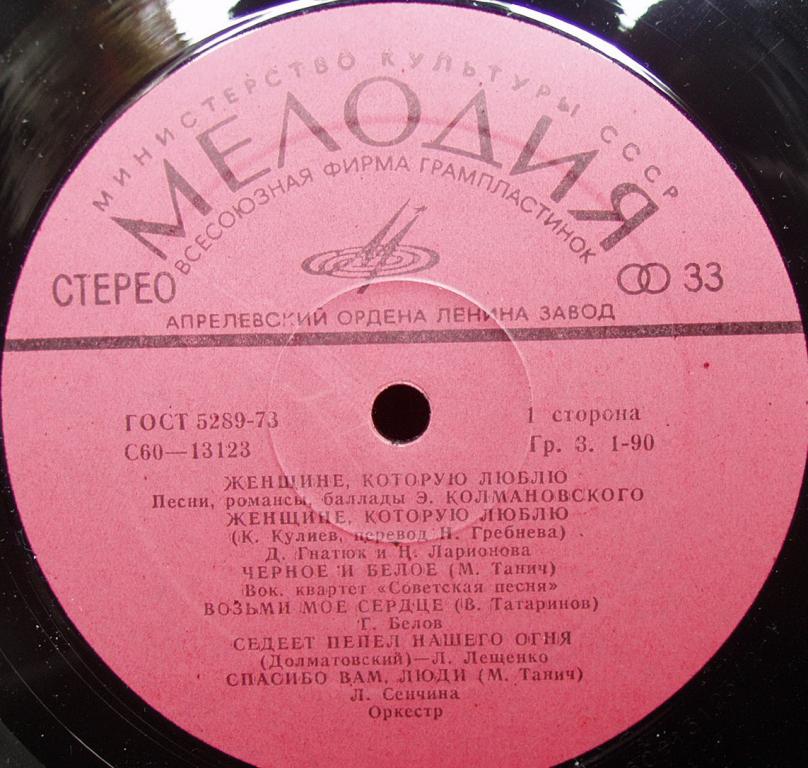 МИНИСТЕРСТВО КУЛЬТУРЫ СССР
МЕЛОДИЯ
ВСЕСОЮЗНАЯ ФИРМА ГРАМПЛАСТИНОК
СТЕРЕО
33
АПРЕЛЕВСКИЙ ОРДЕНА ЛЕНИНА ЗАВОД
ГОСТ 5289-73
1 сторона
С60—13123
Гр. 3. 1-90
ЖЕНЩИНЕ, КОТОРУЮ ЛЮБЛЮ
Песни, романсы, баллады Э. КОЛМАНОВСКОГО
ЖЕНЩИНЕ, КОТОРУЮ ЛЮБЛЮ
(К. Кулиев, перевод Н. Гребнева)
Д. Гнатюк и Н. Ларионова
ЧЕРНОЕ И БЕЛОЕ (М. Танич)
Вок. квартет «Советская песня»
ВОЗЬМИ МОЕ СЕРДЦЕ (В. Татаринов)
Г. Белов
СЕДЕЕТ ПЕПЕЛ НАШЕГО ОГНЯ
(Долматовский)—Л. Лещенко
СПАСИБО ВАМ, ЛЮДИ (М. Танич)
Л. Сенчина
Оркестр